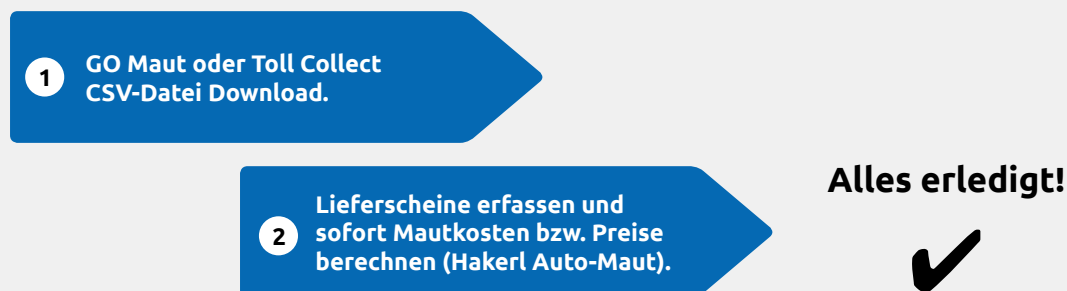 1
GO Maut oder Toll Collect
CSV-Datei Download.
2
Lieferscheine erfassen und
sofort Mautkosten bzw. Preise
berechnen (Hakerl Auto-Maut).
Alles erledigt!